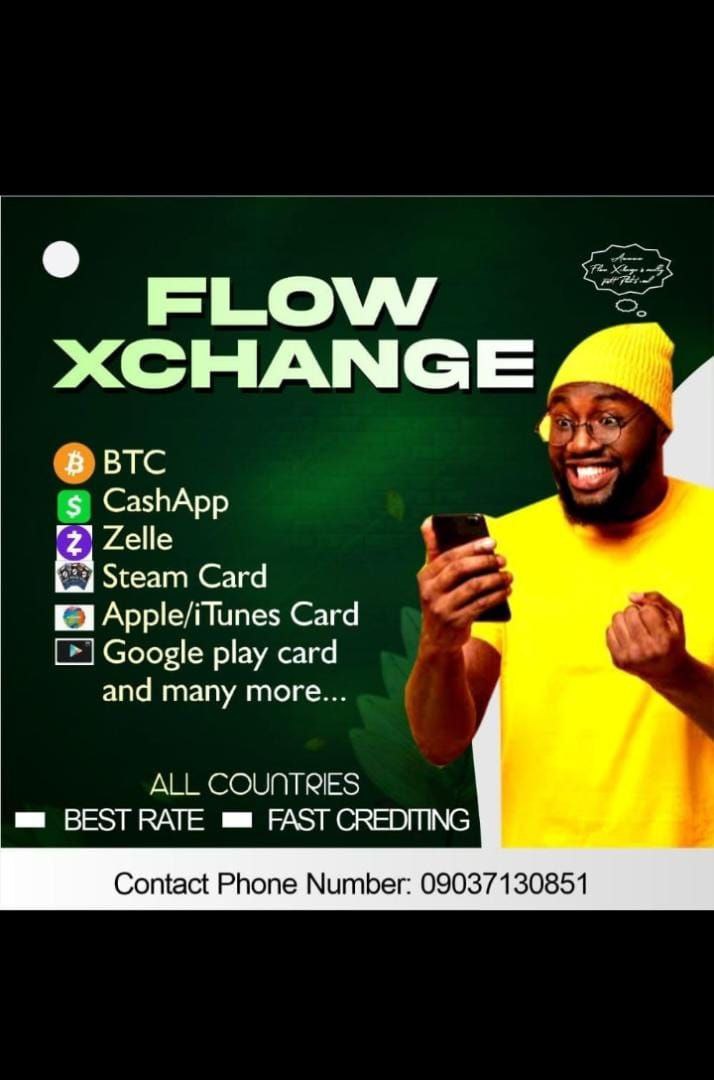 FLOW
XCHANGE
BTC
CashApp
Zelle
Steam Card
Apple/iTunes Card
Google play card
and many more...
ALL COUNTRIES
BEST RATE FAST CREDITING
Contact Phone Number: 09037130851